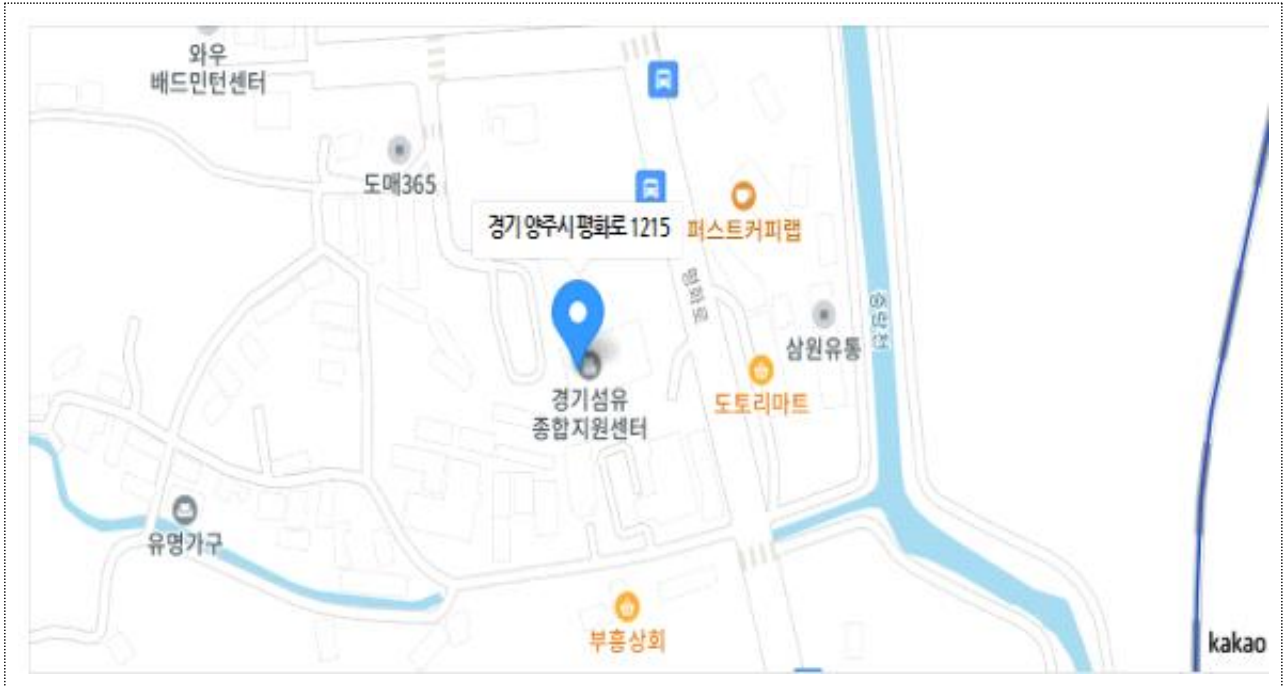 와우
배드민턴센터
도매365
경기 양주시 평화로 1215
퍼스트커피랩
평화로
중랑천
삼원유통
도토리마트
경기섬유
종합지원센터
유명가구
부흥상회
kakao